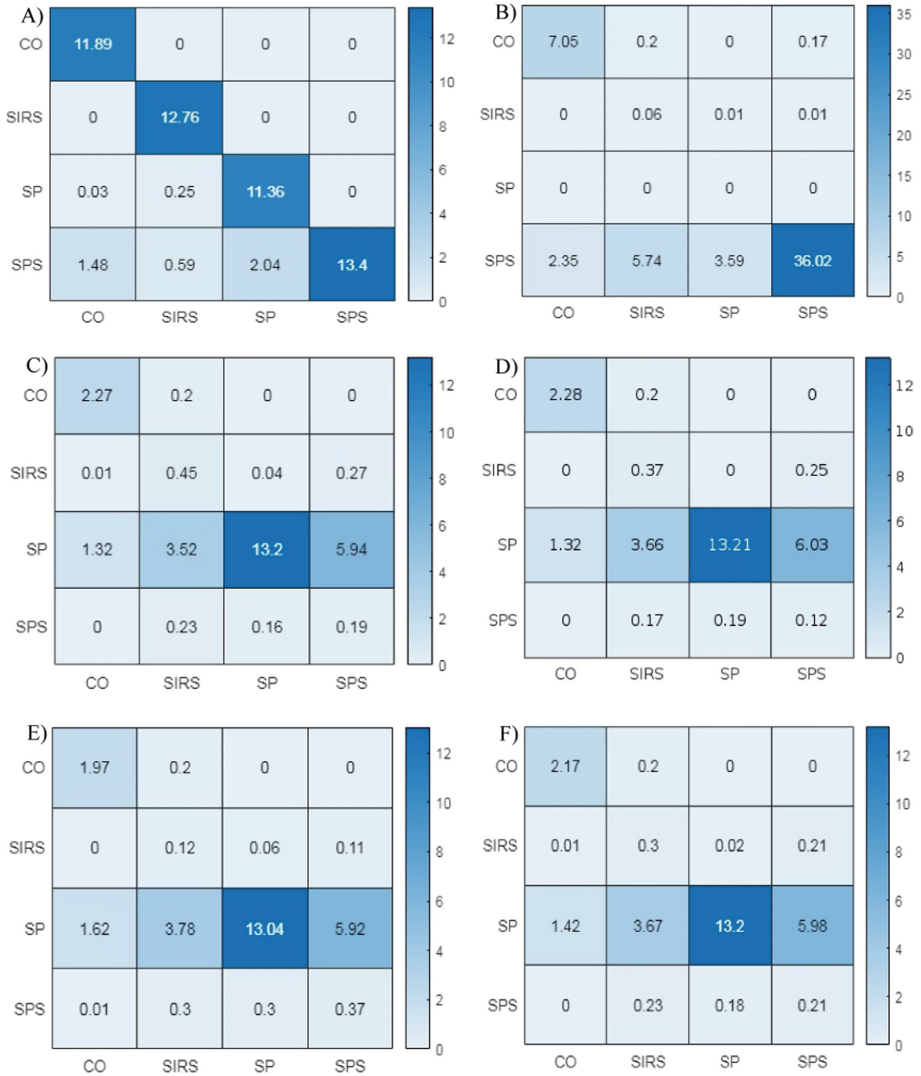 A)
CO 11.89 0 0 0
SIRS 0 12.76 0 0
SP 0.03 0.25 11.36 0
SPS 1.48 0.59 2.04 13.4
CO SIRS SP SPS
12
10
8
6
4
2
0
B)
CO 7.05 0.2 0 0.17
SIRS 0 0.06 0.01 0.01
SP 0 0 0 0
SPS 2.35 5.74 3.59 36.02
CO SIRS SP SPS
35
30
25
20
15
10
5
0
C)
CO 2.27 0.2 0 0
SIRS 0.01 0.45 0.04 0.27
SP 1.32 3.52 13.2 5.94
SPS 0 0.23 0.16 0.19
CO SIRS SP SPS
12
10
8
6
4
2
0
D)
CO 2.28 0.2 0 0
SIRS 0 0.37 0 0.25
SP 1.32 3.66 13.21 6.03
SPS 0 0.17 0.19 0.12
CO SIRS SP SPS
12
10
8
6
4
2
0
E)
CO 1.97 0.2 0 0
SIRS 0 0.12 0.06 0.11
SP 1.62 3.78 13.04 5.92
SPS 0.01 0.3 0.3 0.37
CO SIRS SP SPS
12
10
8
6
4
2
0
F)
CO 2.17 0.2 0 0
SIRS 0.01 0.3 0.02 0.21
SP 1.42 3.67 13.2 5.98
SPS 0 0.23 0.18 0.21
CO SIRS SP SPS
12
10
8
6
4
2
0